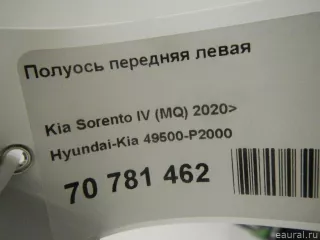 Полуось передняя левая
Kia Sorento IV (MQ) 2020>
Hyundai-Kia 49500-P2000
70 781 462
eaural.ru